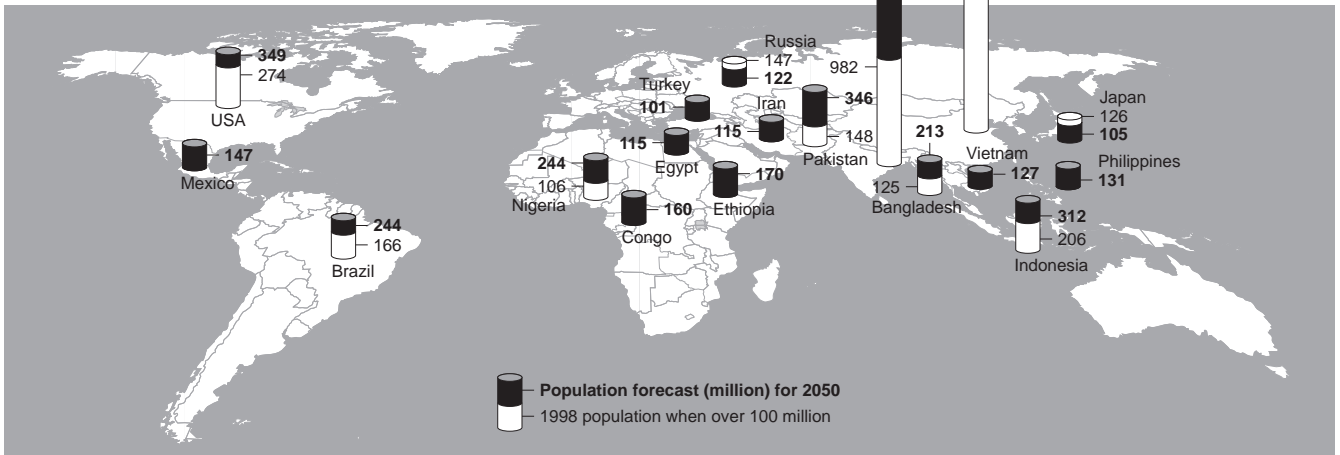 349
274
USA
147
Mexico
244
166
Brazil
Russia
147
122
Turkey
101
Iran
115
346
148
Pakistan
115
Egypt
244
106
Nigeria
160
Congo
170
Ethiopia
982
213
125
Bangladesh
Vietnam
127
Japan
126
105
Philippines
131
312
206
Indonesia
Population forecast (million) for 2050
1998 population when over 100 million